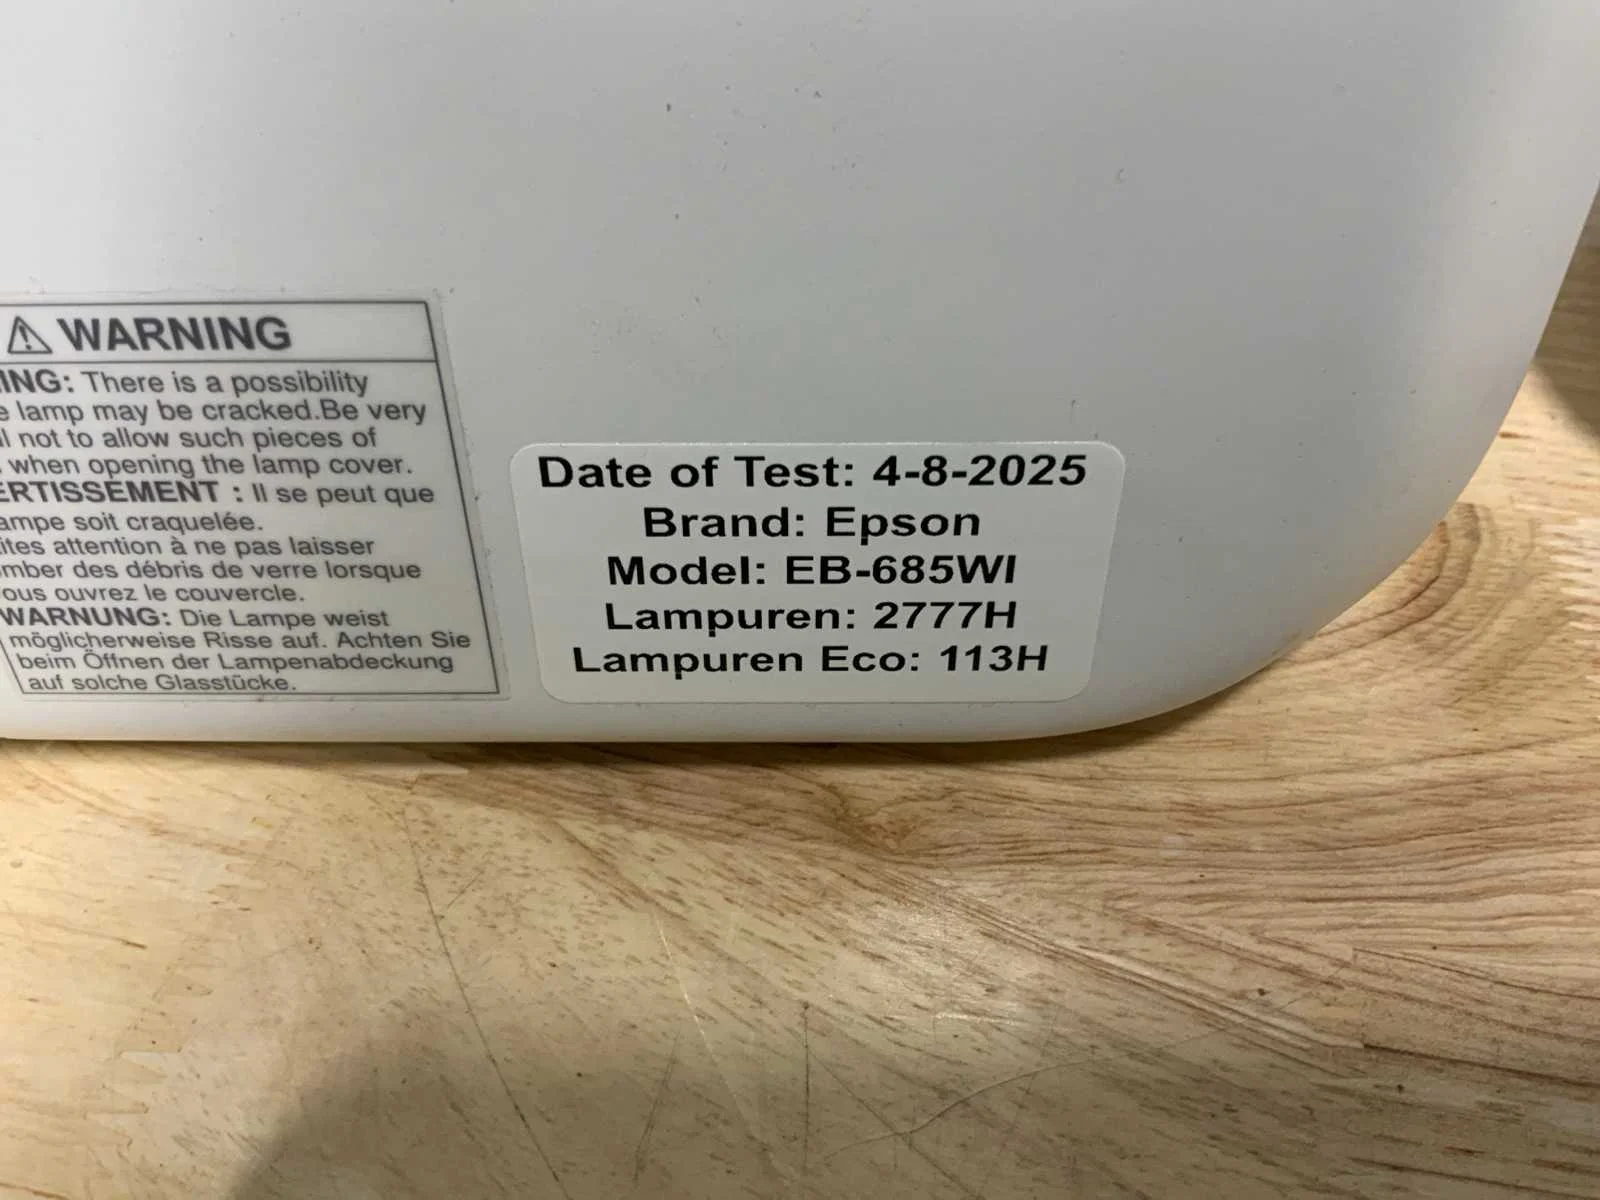 WARNING
ING: There is a possibility
e lamp may be cracked.Be very
l not to allow such pieces of
when opening the lamp cover.
ERTISSEMENT : Il se peut que
ampe soit craquelée.
ites attention à ne pas laisser
mber des débris de verre lorsque
ous ouvrez le couvercle.
WARNUNG: Die Lampe weist
möglicherweise Risse auf. Achten Sie
beim Öffnen der Lampenabdeckung
auf solche Glasstücke.
Date of Test: 4-8-2025
Brand: Epson
Model: EB-685WI
Lampuren: 2777H
Lampuren Eco: 113H